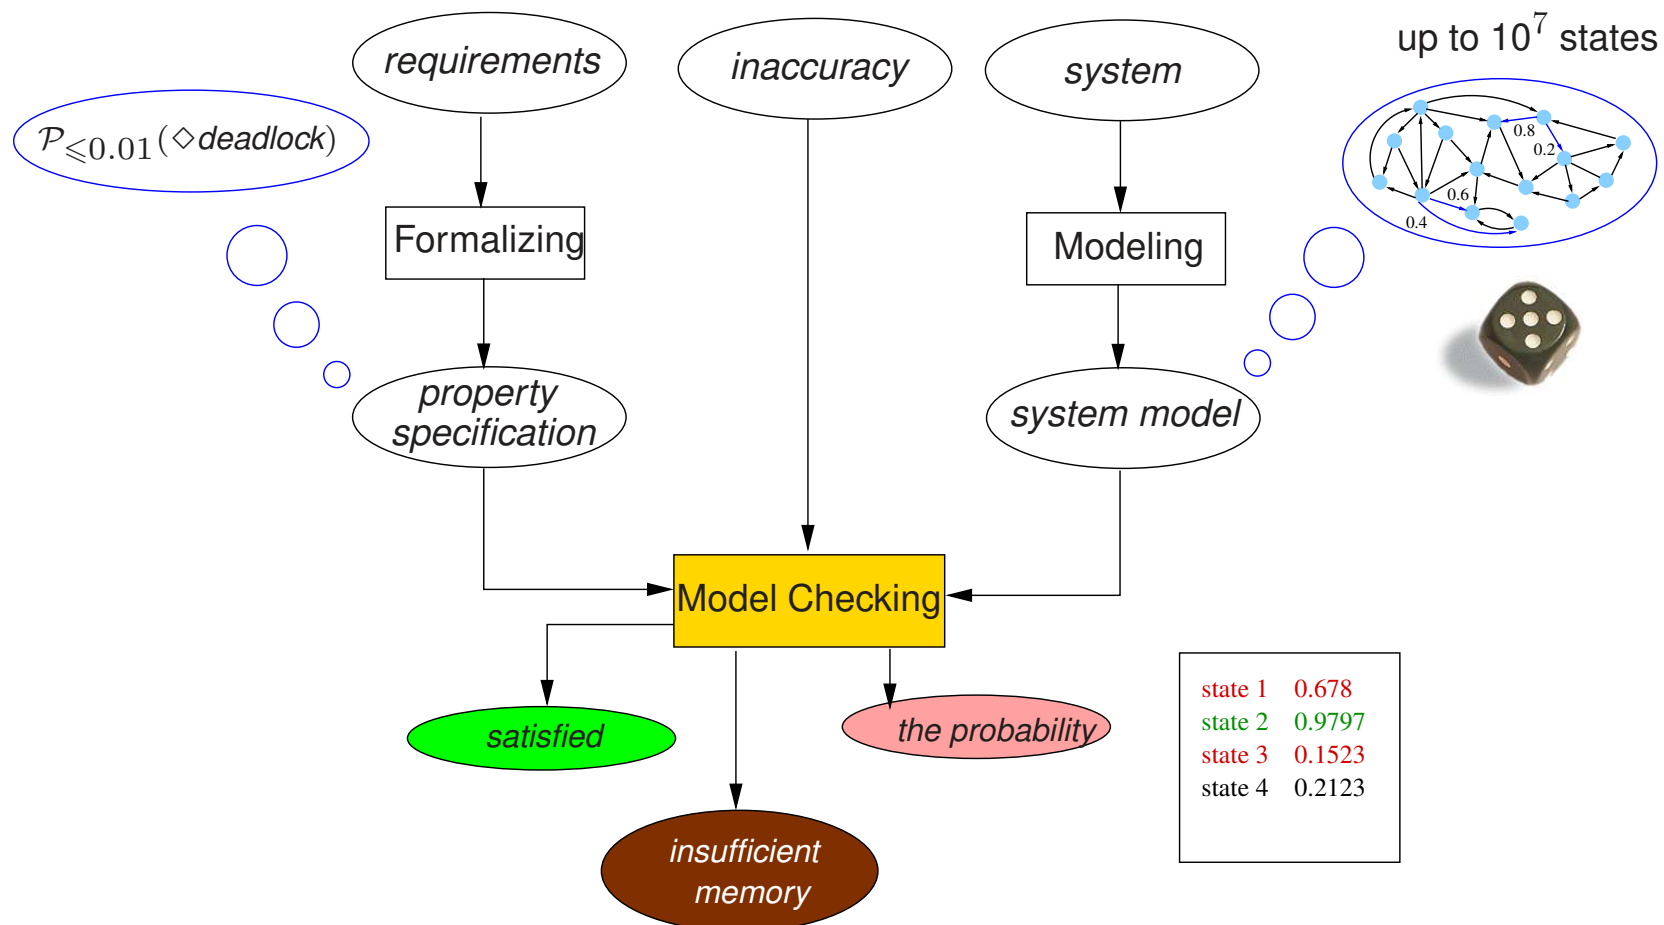 requirements
inaccuracy
system
up to 10^7 states
𝒫⩽0.01(◇deadlock)
0.8
0.2
0.6
0.4
Formalizing
Modeling
property
specification
system model
Model Checking
state 1 0.678
state 2 0.9797
state 3 0.1523
state 4 0.2123
satisfied
the probability
insufficient
memory